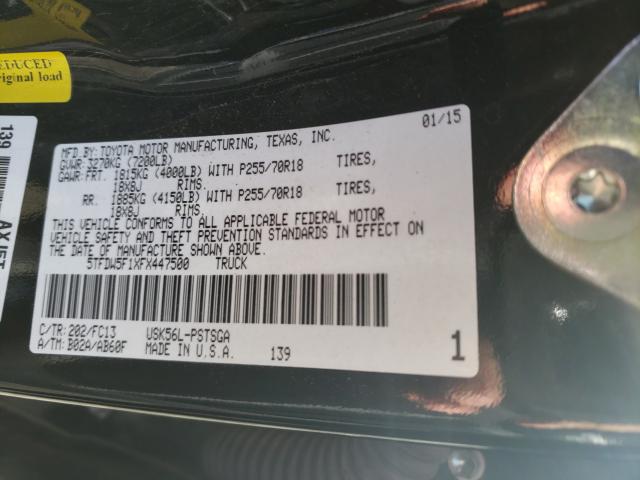 EDUCED
riginal load
139
AXJET
MFD.BY:TOYOTA MOTOR MANUFACTURING, TEXAS, INC. 01/15
GVWR:3270KG (7200LB)
GAWR:FRT. 1815KG (4000LB) WITH P255/70R18 TIRES,
18X8J RIMS.
RR. 1885KG (4150LB) WITH P255/70R18 TIRES,
18X8J RIMS.
THIS VEHICLE CONFORMS TO ALL APPLICABLE FEDERAL MOTOR
VEHICLE SAFETY AND THEFT PREVENTION STANDARDS IN EFFECT ON
THE DATE OF MANUFACTURE SHOWN ABOVE.
5TFDW5F1XFX447500 TRUCK
C/TR:202/FC13 USK56L-PSTSGA
A/TM:B02A/AB60F MADE IN U.S.A. 139 1